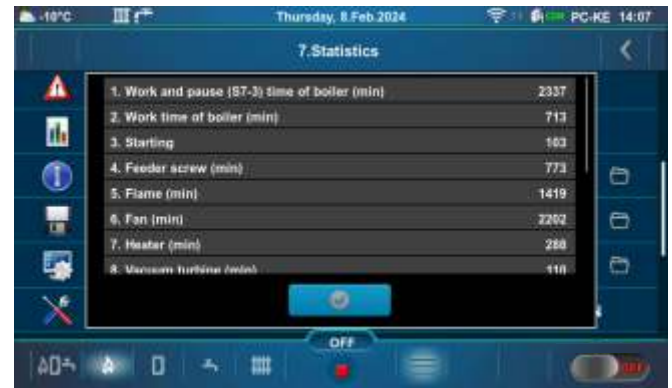 -10°C
Thursday, 8.Feb.2024
PC-KE 14:07
7.Statistics
1. Work and pause (S7-3) time of boiler (min) 2337
2. Work time of boiler (min) 713
3. Starting 103
4. Feeder screw (min) 773
5. Flame (min) 1419
6. Fan (min) 2202
7. Heater (min) 288
8. Vacuum turbine (min) 110
OFF
OFF